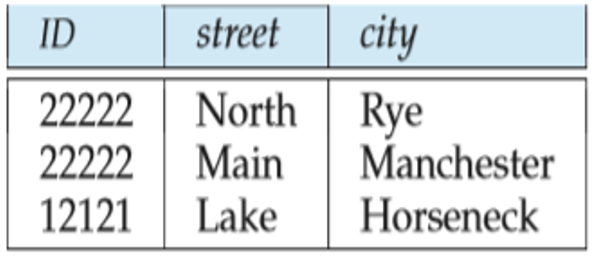 ID street city
22222 North Rye
22222 Main Manchester
12121 Lake Horseneck